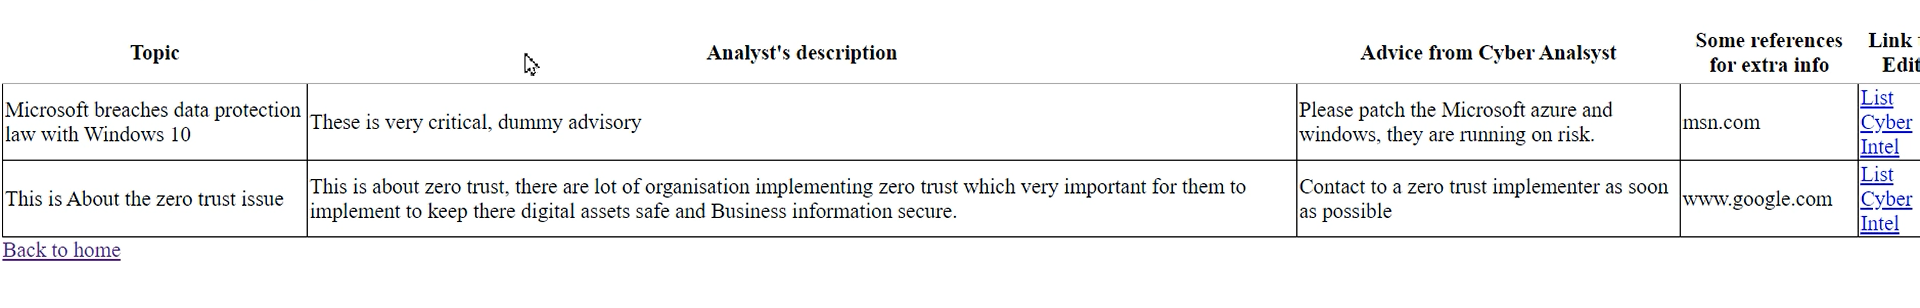 Topic
Analyst's description
Advice from Cyber Analsyst
Some references
for extra info
Link
Edit
Microsoft breaches data protection
law with Windows 10
These is very critical, dummy advisory
Please patch the Microsoft azure and
windows, they are running on risk.
msn.com
List
Cyber
Intel
This is About the zero trust issue
This is about zero trust, there are lot of organisation implementing zero trust which very important for them to
implement to keep there digital assets safe and Business information secure.
Contact to a zero trust implementer as soon
as possible
www.google.com
List
Cyber
Intel
Back to home